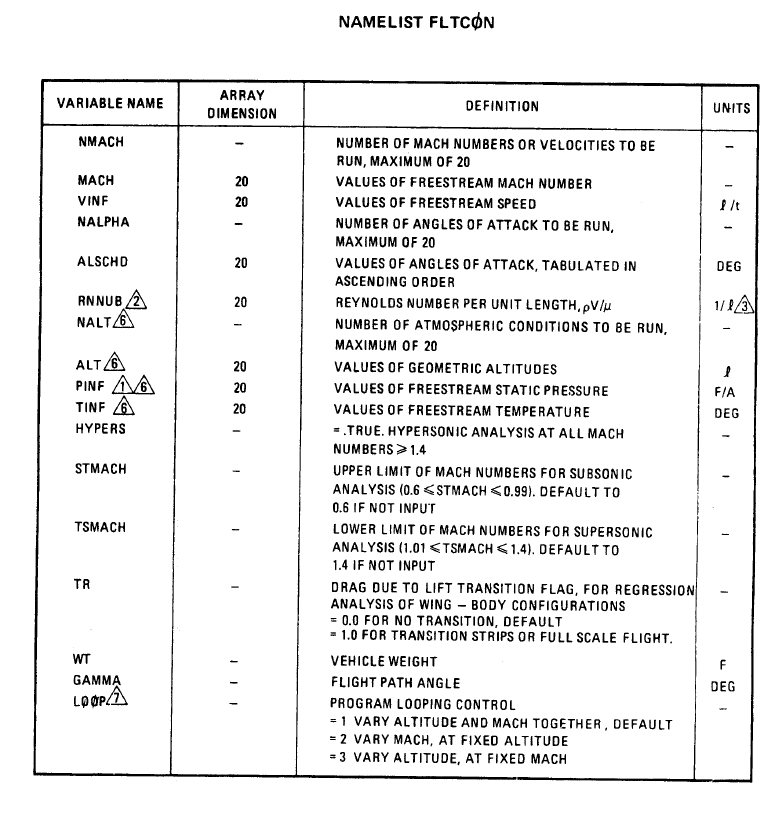 NAMELIST FLTCØN
VARIABLE NAME ARRAY DIMENSION DEFINITION UNITS
NMACH – NUMBER OF MACH NUMBERS OR VELOCITIES TO BE –
RUN, MAXIMUM OF 20
MACH 20 VALUES OF FREESTREAM MACH NUMBER –
VINF 20 VALUES OF FREESTREAM SPEED ℓ/t
NALPHA – NUMBER OF ANGLES OF ATTACK TO BE RUN, –
MAXIMUM OF 20
ALSCHD 20 VALUES OF ANGLES OF ATTACK, TABULATED IN DEG
ASCENDING ORDER
RNNUB 2 20 REYNOLDS NUMBER PER UNIT LENGTH, ρV/μ 1/ℓ 3
NALT 6 – NUMBER OF ATMOSPHERIC CONDITIONS TO BE RUN, –
MAXIMUM OF 20
ALT 6 20 VALUES OF GEOMETRIC ALTITUDES ℓ
PINF 1 6 20 VALUES OF FREESTREAM STATIC PRESSURE F/A
TINF 6 20 VALUES OF FREESTREAM TEMPERATURE DEG
HYPERS – = .TRUE. HYPERSONIC ANALYSIS AT ALL MACH –
NUMBERS ⩾ 1.4
STMACH – UPPER LIMIT OF MACH NUMBERS FOR SUBSONIC –
ANALYSIS (0.6 ⩽ STMACH ⩽ 0.99). DEFAULT TO
0.6 IF NOT INPUT
TSMACH – LOWER LIMIT OF MACH NUMBERS FOR SUPERSONIC –
ANALYSIS (1.01 ⩽ TSMACH ⩽ 1.4). DEFAULT TO
1.4 IF NOT INPUT
TR – DRAG DUE TO LIFT TRANSITION FLAG, FOR REGRESSION –
ANALYSIS OF WING – BODY CONFIGURATIONS
= 0.0 FOR NO TRANSITION, DEFAULT
= 1.0 FOR TRANSITION STRIPS OR FULL SCALE FLIGHT.
WT – VEHICLE WEIGHT F
GAMMA – FLIGHT PATH ANGLE DEG
LØØP 7 – PROGRAM LOOPING CONTROL –
= 1 VARY ALTITUDE AND MACH TOGETHER, DEFAULT
= 2 VARY MACH, AT FIXED ALTITUDE
= 3 VARY ALTITUDE, AT FIXED MACH